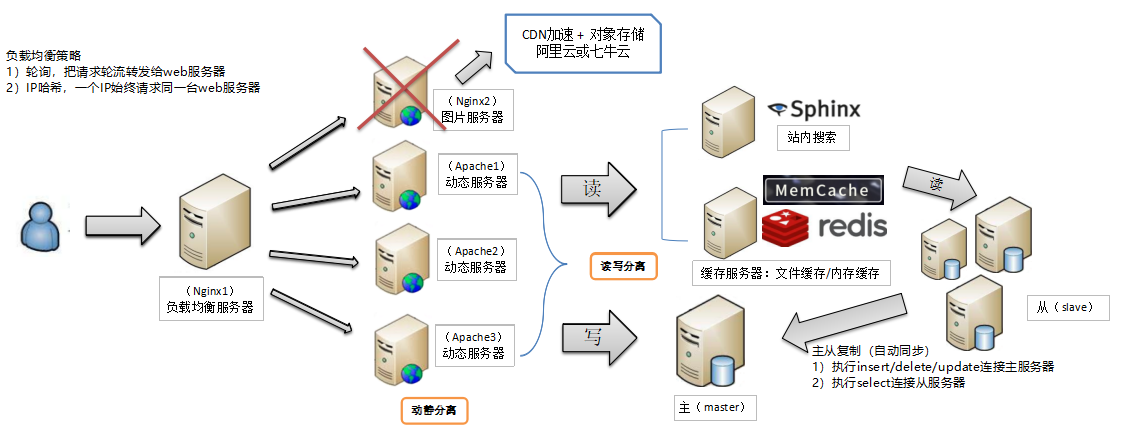 负载均衡策略
1）轮询，把请求轮流转发给web服务器
2）IP哈希，一个IP始终请求同一台web服务器
CDN加速 + 对象存储
阿里云或七牛云
（Nginx2）
图片服务器
（Apache1）
动态服务器
（Apache2）
动态服务器
（Apache3）
动态服务器
（Nginx1）
负载均衡服务器
动静分离
读
读写分离
写
Sphinx
站内搜索
MemCache
redis
缓存服务器：文件缓存/内存缓存
读
从（slave）
主从复制（自动同步）
1）执行insert/delete/update连接主服务器
2）执行select连接从服务器
主（master）